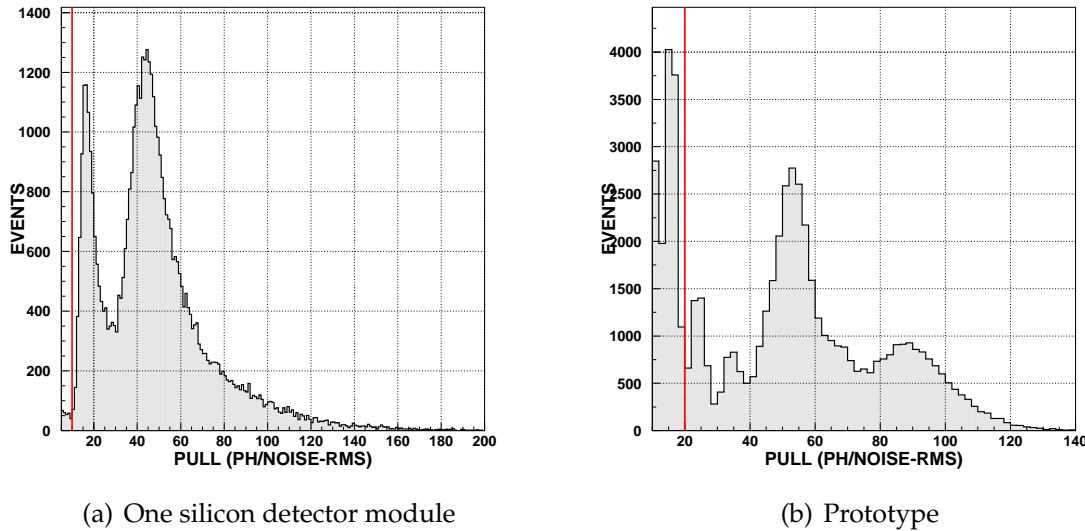 EVENTS
1400
1200
1000
800
600
400
200
0
20 40 60 80 100 120 140 160 180 200
PULL (PH/NOISE-RMS)
(a) One silicon detector module
EVENTS
4000
3500
3000
2500
2000
1500
1000
500
0
20 40 60 80 100 120 140
PULL (PH/NOISE-RMS)
(b) Prototype